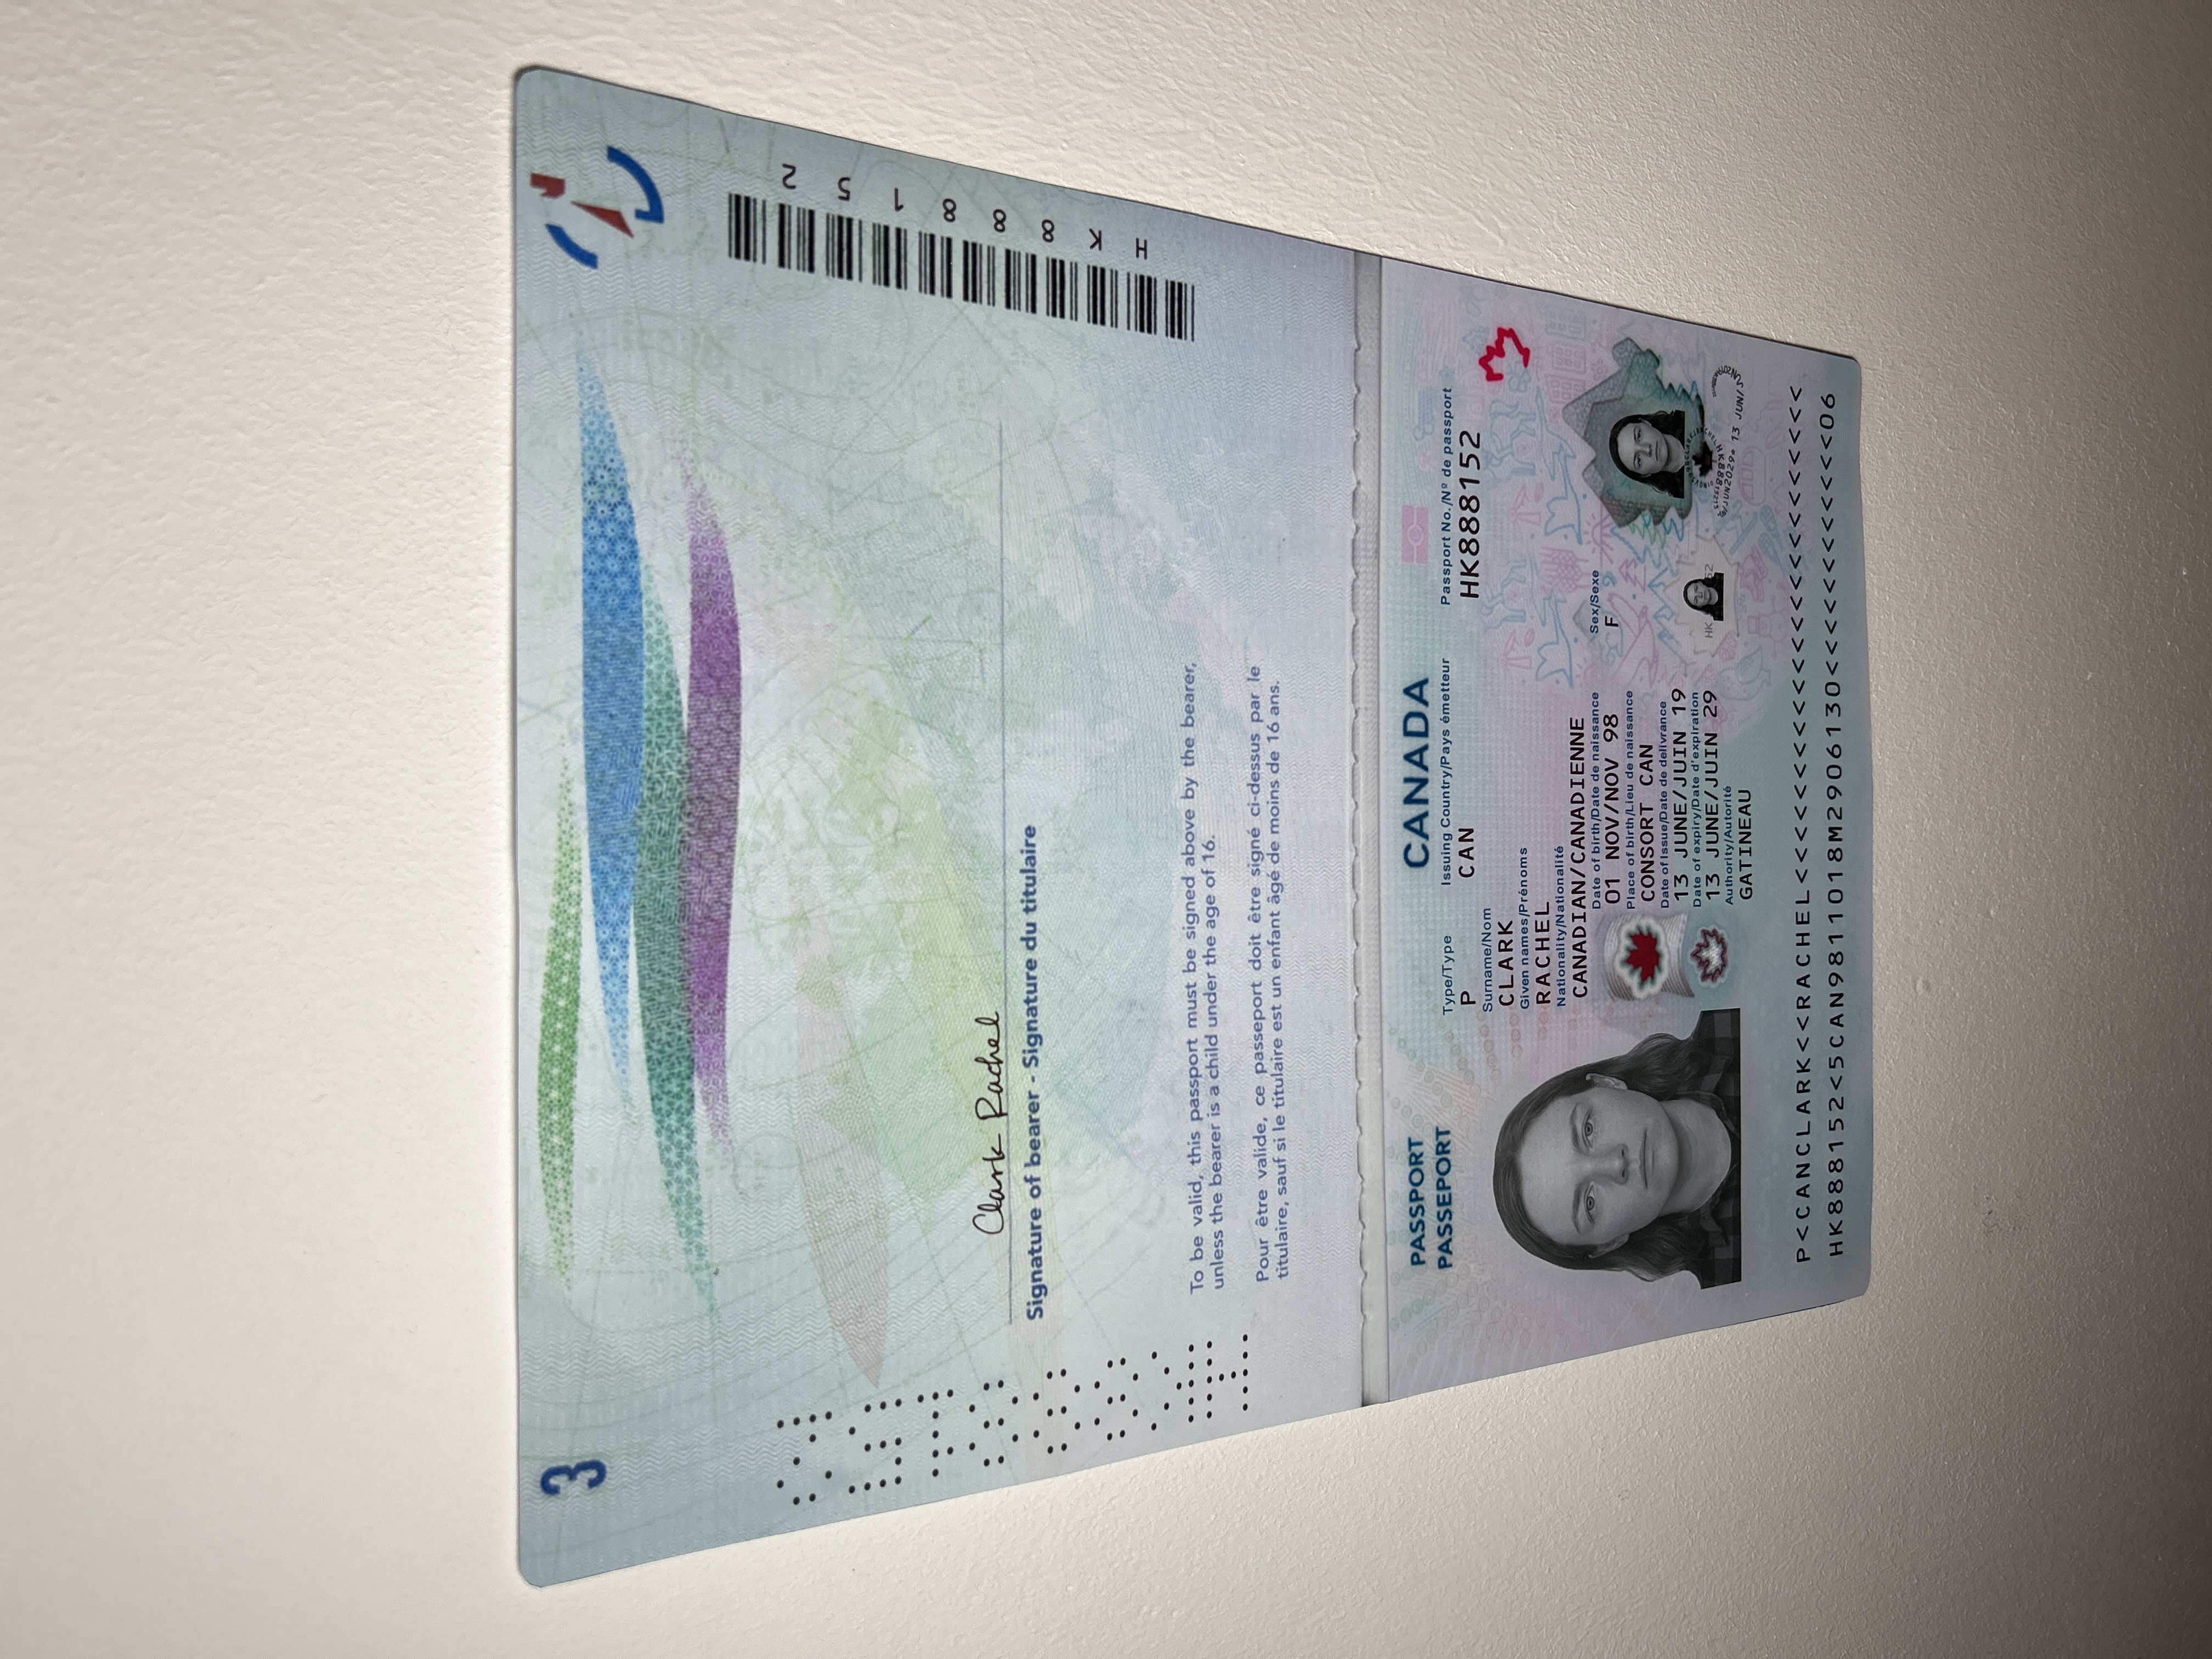 3
HK888152
Clark Rachel
Signature of bearer - Signature du titulaire
HK888152
To be valid, this passport must be signed above by the bearer,
unless the bearer is a child under the age of 16.
Pour être valide, ce passeport doit être signé ci-dessus par le
titulaire, sauf si le titulaire est un enfant âgé de moins de 16 ans.
PASSPORT
PASSEPORT
CANADA
Type/Type Issuing Country/Pays émetteur Passport No./Nº de passport
P CAN HK888152
Surname/Nom
CLARK
Given names/Prénoms
RACHEL
Nationality/Nationalité
CANADIAN/CANADIENNE
Date of birth/Date de naissance Sex/Sexe
01 NOV/NOV 98 F
Place of birth/Lieu de naissance
CONSORT CAN
Date of Issue/Date de delivrance
13 JUNE/JUIN 19
Date of expiry/Date d'expiration
13 JUNE/JUIN 29
Authority/Autorité
GATINEAU
P<CANCLARK<<RACHEL<<<<<<<<<<<<<<<<<<<<<<<<<<
HK888152<5CAN9811018M2906130<<<<<<<<<<<<<<06